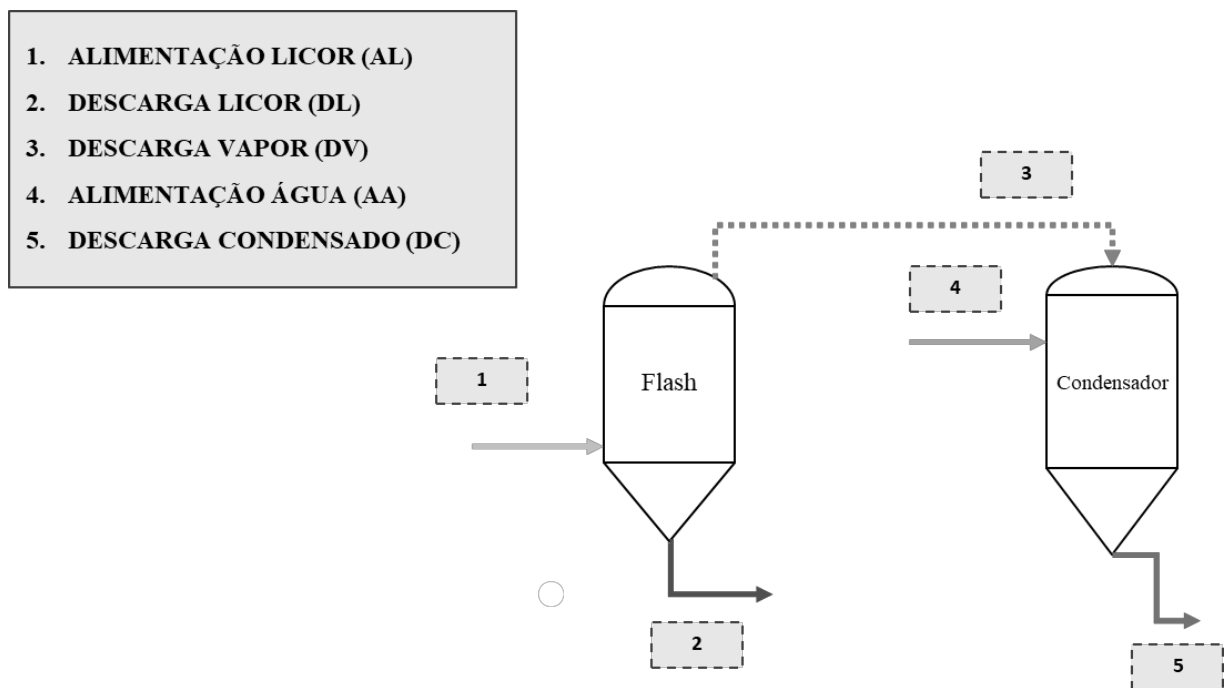 1. ALIMENTAÇÃO LICOR (AL)
2. DESCARGA LICOR (DL)
3. DESCARGA VAPOR (DV)
4. ALIMENTAÇÃO ÁGUA (AA)
5. DESCARGA CONDENSADO (DC)
3
4
1
Flash
Condensador
2
5